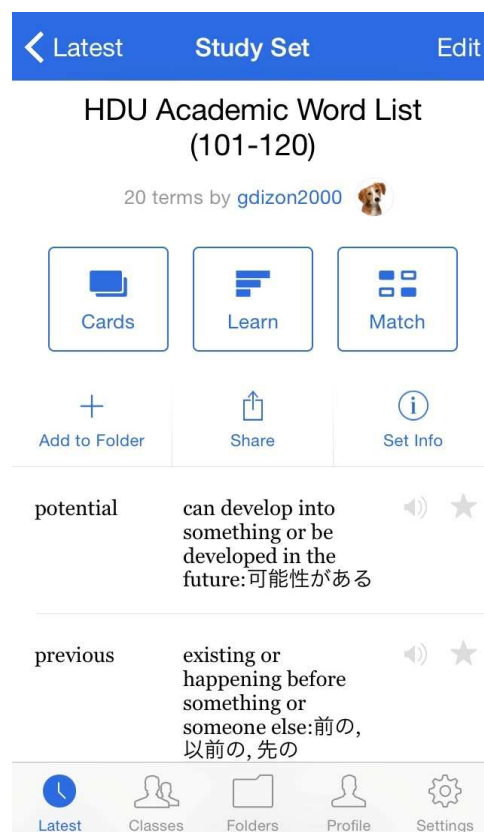 Latest Study Set Edit
HDU Academic Word List
(101-120)
20 terms by gdizon2000
Cards Learn Match
Add to Folder Share Set Info
potential can develop into
something or be
developed in the
future:可能性がある
previous existing or
happening before
something or
someone else:前の,
以前の, 先の
Latest Classes Folders Profile Settings